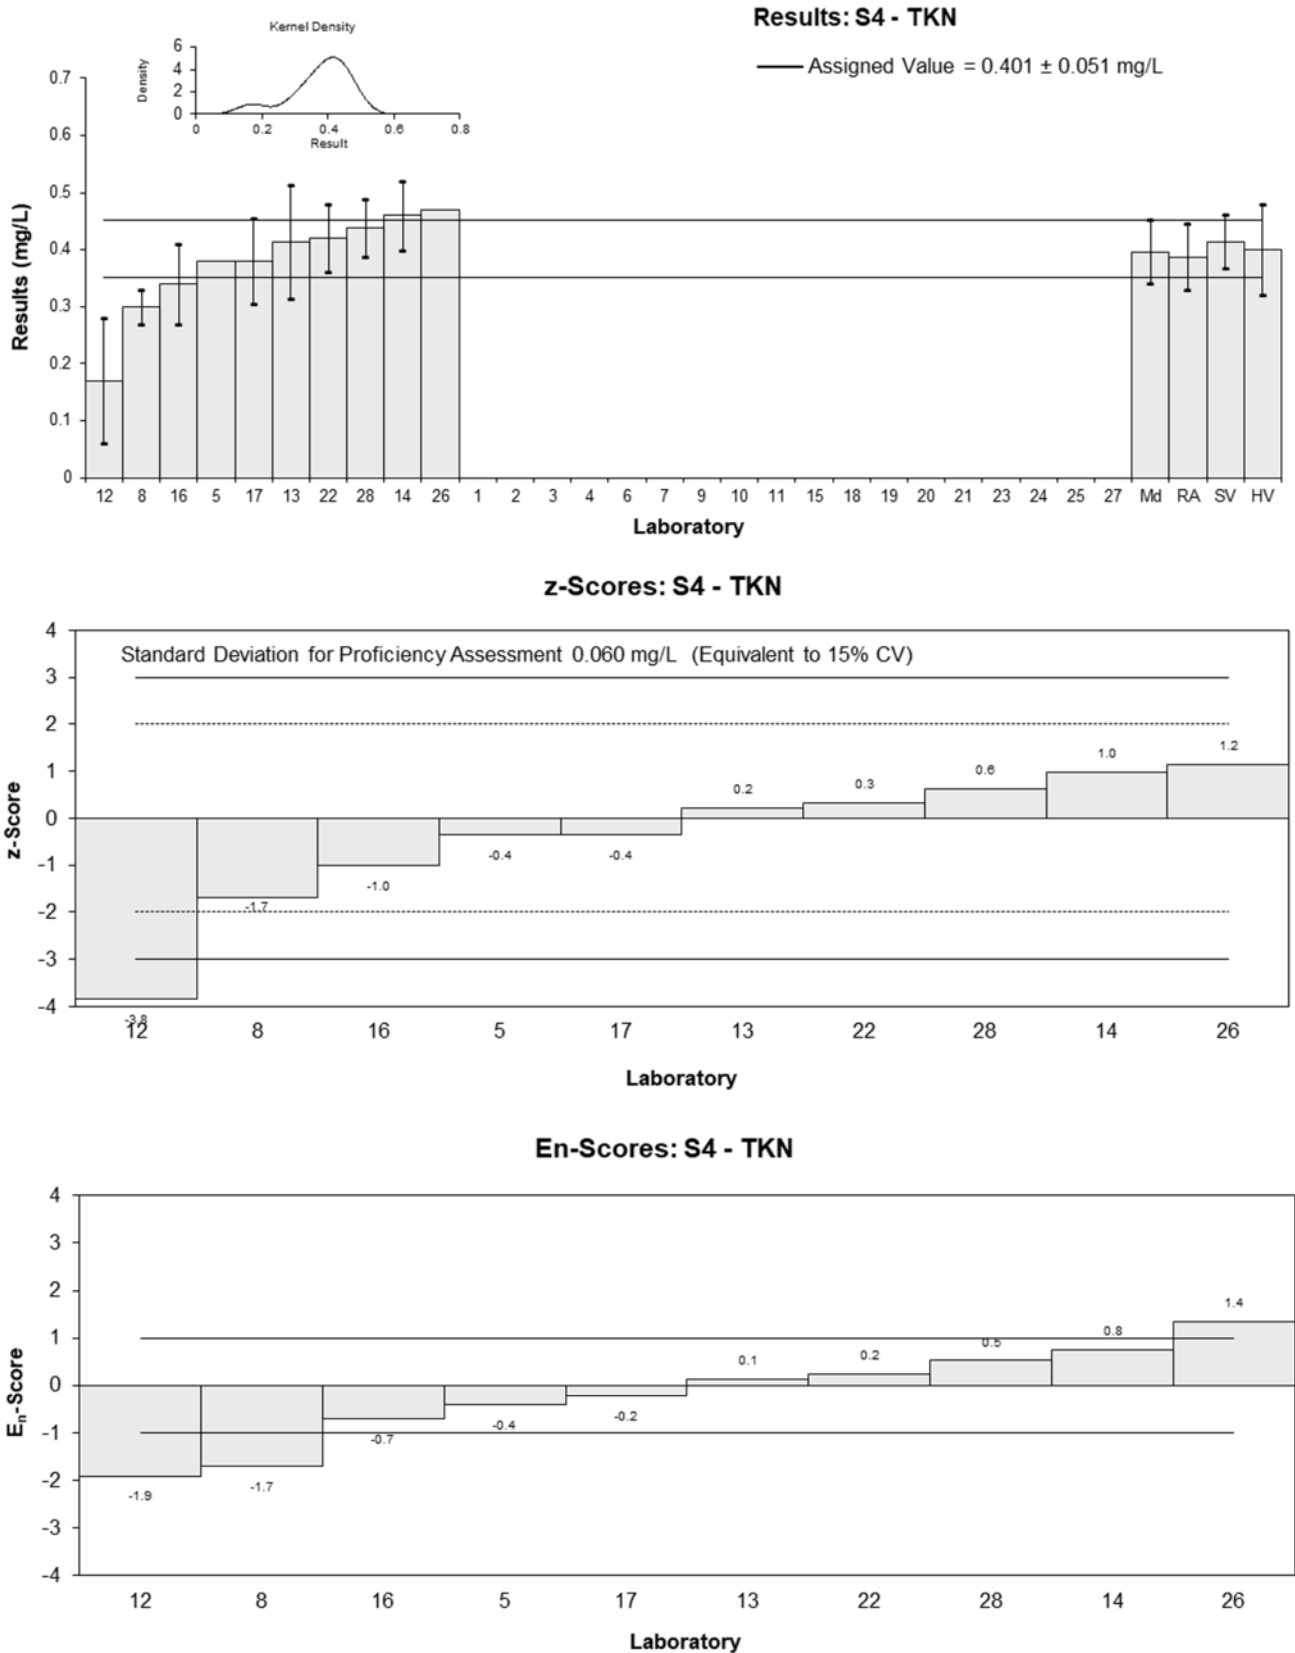 Results: S4 - TKN
Assigned Value = 0.401 ± 0.051 mg/L
Kernel Density
Density
6
4
2
0
0 0.2 0.4 0.6 0.8
Result
Results (mg/L)
0.7
0.6
0.5
0.4
0.3
0.2
0.1
0
12 8 16 5 17 13 22 28 14 26 1 2 3 4 6 7 9 10 11 15 18 19 20 21 23 24 25 27 Md RA SV HV
Laboratory
z-Scores: S4 - TKN
Standard Deviation for Proficiency Assessment 0.060 mg/L (Equivalent to 15% CV)
z-Score
4
3
2
1
0
-1
-2
-3
-4
-3.8 -1.7 -1.0 -0.4 -0.4 0.2 0.3 0.6 1.0 1.2
12 8 16 5 17 13 22 28 14 26
Laboratory
En-Scores: S4 - TKN
En-Score
4
3
2
1
0
-1
-2
-3
-4
-1.9 -1.7 -0.7 -0.4 -0.2 0.1 0.2 0.5 0.8 1.4
12 8 16 5 17 13 22 28 14 26
Laboratory